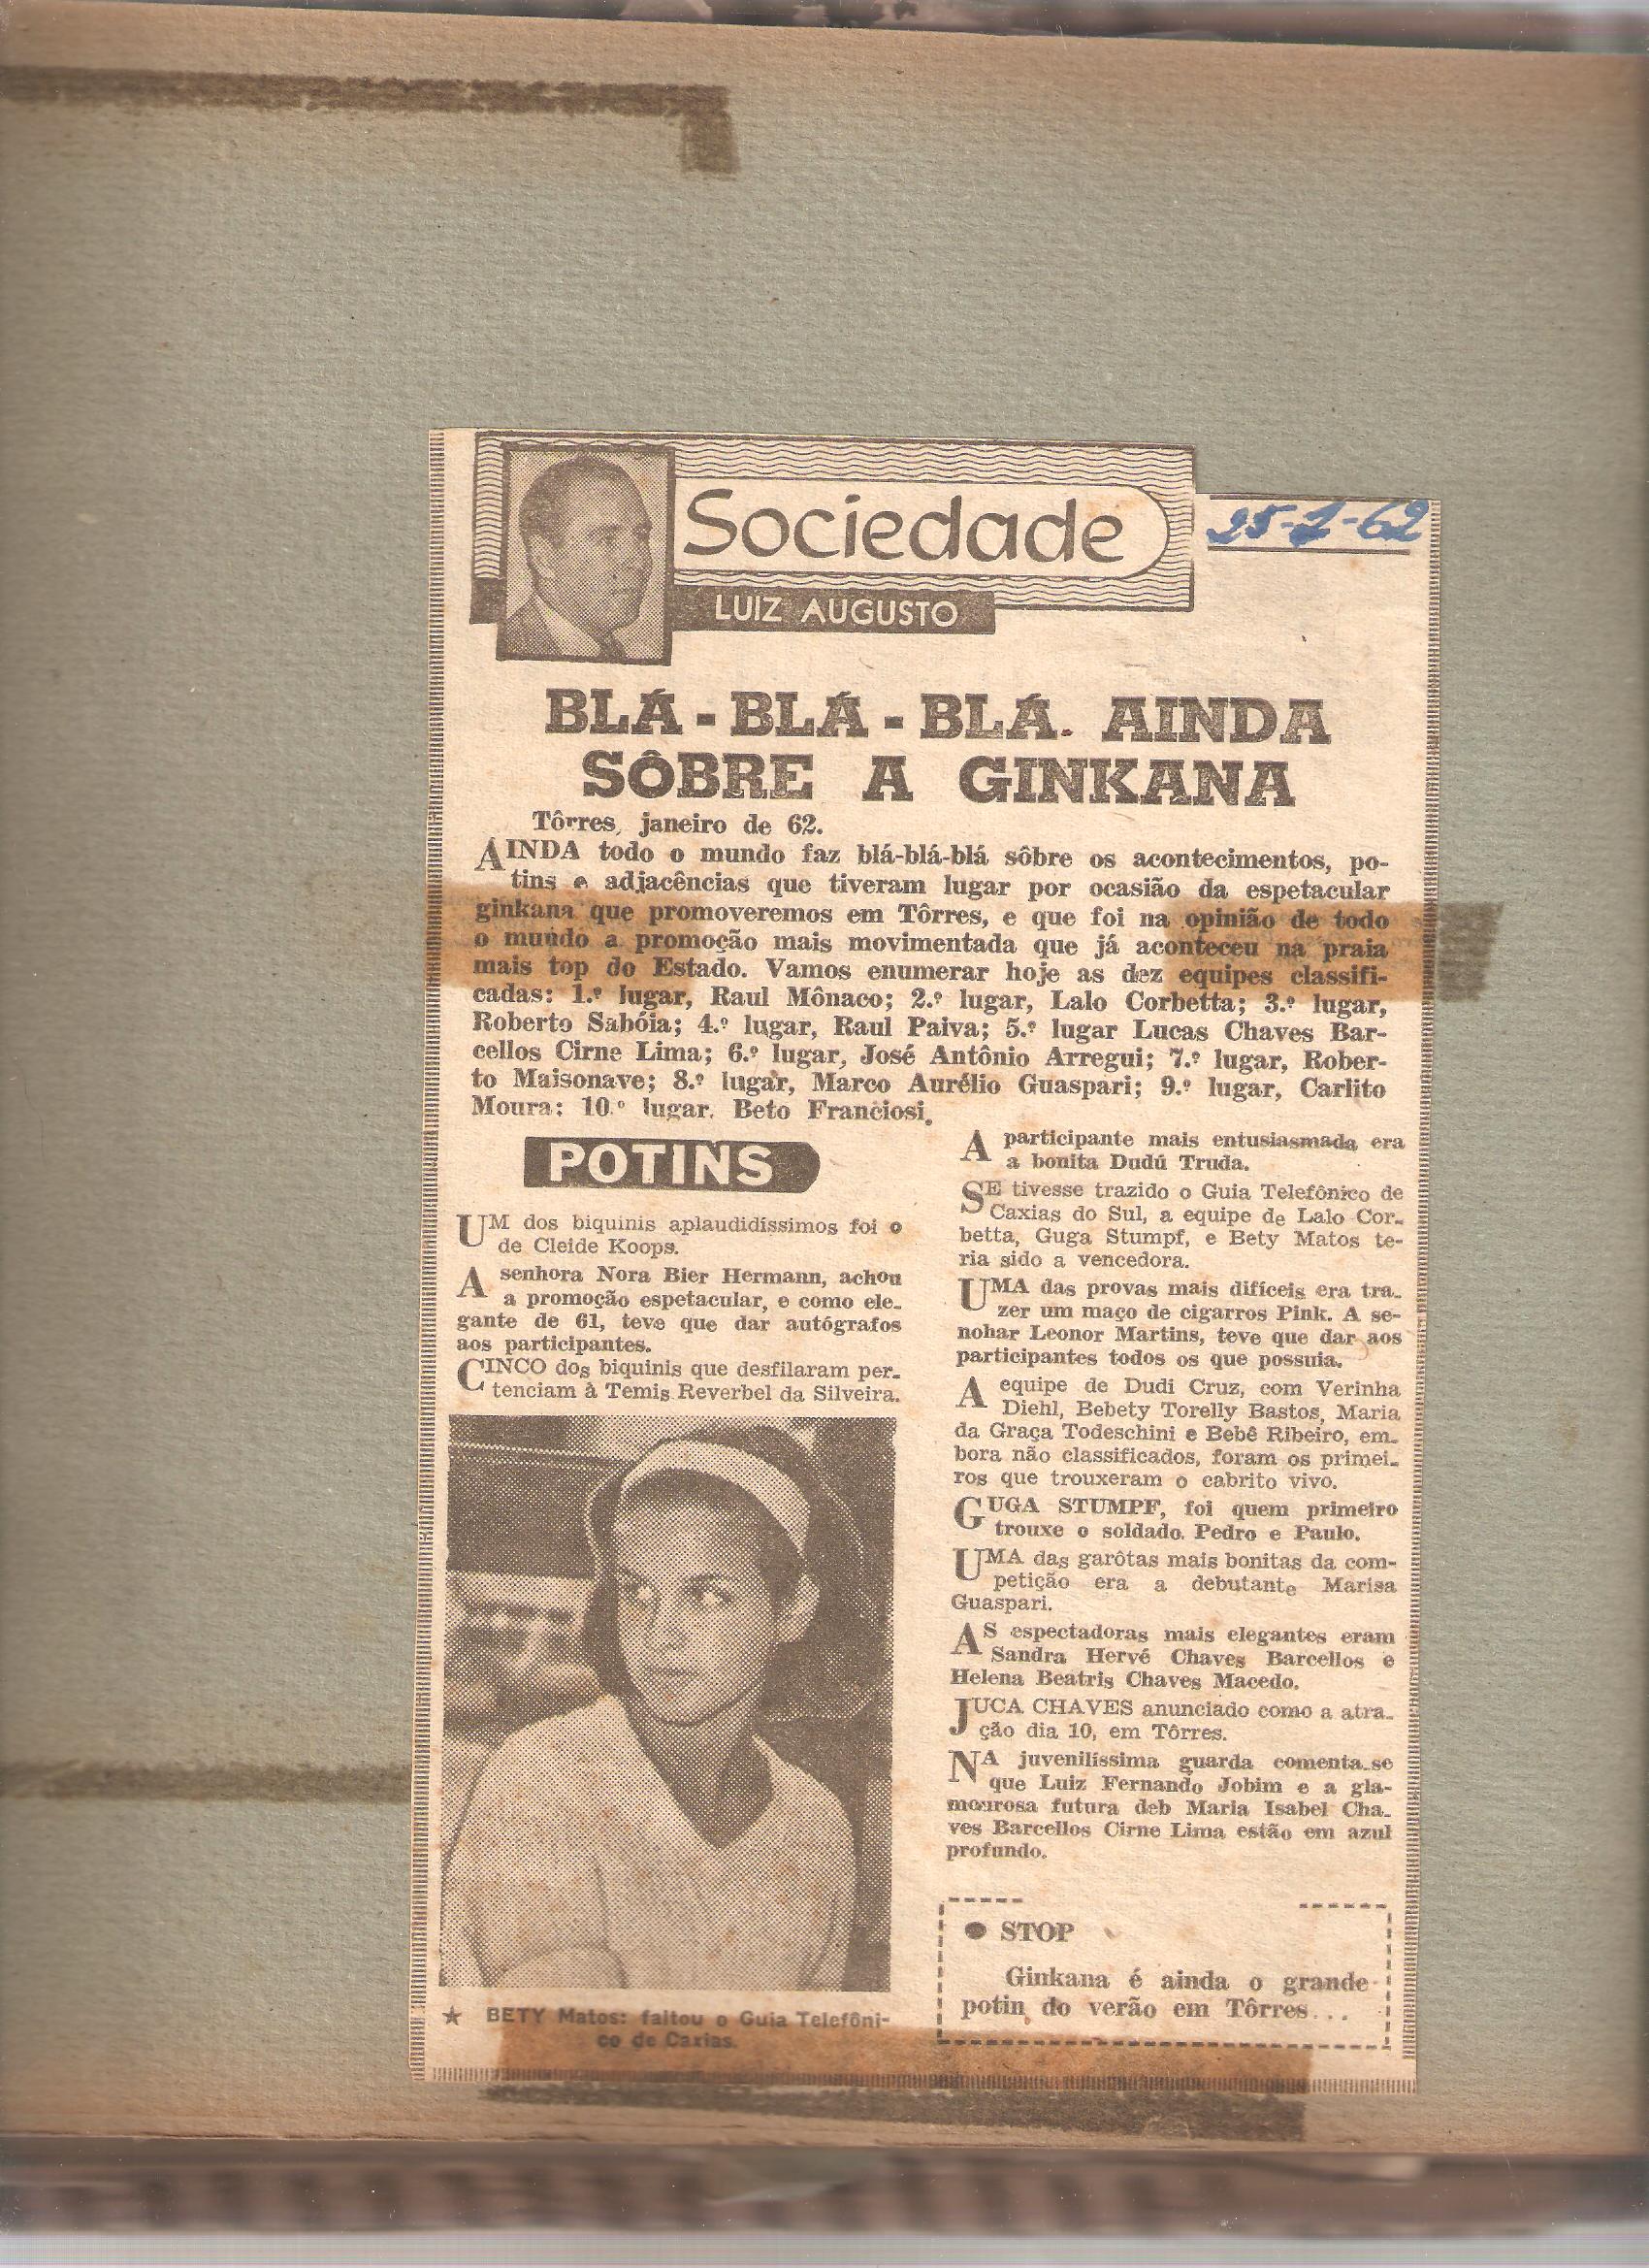 Sociedade
25-1-62
LUIZ AUGUSTO
BLÁ-BLÁ-BLÁ. AINDA
SÔBRE A GINKANA
Tôrres, janeiro de 62.
AINDA todo o mundo faz blá-blá-blá sôbre os acontecimentos, po-
tins e adjacências que tiveram lugar por ocasião da espetacular
ginkana que promoveremos em Tôrres, e que foi na opinião de todo
o mundo a promoção mais movimentada que já aconteceu na praia
mais top do Estado. Vamos enumerar hoje as dez equipes classifi-
cadas: 1.º lugar, Raul Mônaco; 2.º lugar, Lalo Corbetta; 3.º lugar,
Roberto Sabóia; 4.º lugar, Raul Paiva; 5.º lugar Lucas Chaves Bar-
cellos Cirne Lima; 6.º lugar, José Antônio Arregui; 7.º lugar, Rober-
to Maisonave; 8.º lugar, Marco Aurélio Guaspari; 9.º lugar, Carlito
Moura; 10.º lugar. Beto Franciosi.
POTINS
UM dos biquinis aplaudidíssimos foi o
de Cleide Koops.
A senhora Nora Bier Hermann, achou
a promoção espetacular, e como ele-
gante de 61, teve que dar autógrafos
aos participantes.
CINCO dos biquinis que desfilaram per-
tenciam à Temis Reverbel da Silveira.
★ BETY Matos: faltou o Guia Telefôni-
co de Caxias.
A participante mais entusiasmada era
a bonita Dudú Truda.
SE tivesse trazido o Guia Telefônico de
Caxias do Sul, a equipe de Lalo Cor-
betta, Guga Stumpf, e Bety Matos te-
ria sido a vencedora.
UMA das provas mais difíceis era tra-
zer um maço de cigarros Pink. A se-
nohar Leonor Martins, teve que dar aos
participantes todos os que possuia.
A equipe de Dudi Cruz, com Verinha
Diehl, Bebety Torelly Bastos, Maria
da Graça Todeschini e Bebê Ribeiro, em-
bora não classificados, foram os primei-
ros que trouxeram o cabrito vivo.
GUGA STUMPF, foi quem primeiro
trouxe o soldado. Pedro e Paulo.
UMA das garôtas mais bonitas da com-
petição era a debutante Marisa
Guaspari.
AS espectadoras mais elegantes eram
Sandra Hervé Chaves Barcellos e
Helena Beatris Chaves Macedo.
JUCA CHAVES anunciado como a atra-
ção dia 10, em Tôrres.
NA juvenilíssima guarda comenta-se
que Luiz Fernando Jobim e a gla-
mourosa futura deb Maria Isabel Cha-
ves Barcellos Cirne Lima estão em azul
profundo.
● STOP
Ginkana é ainda o grande
potin do verão em Tôrres...